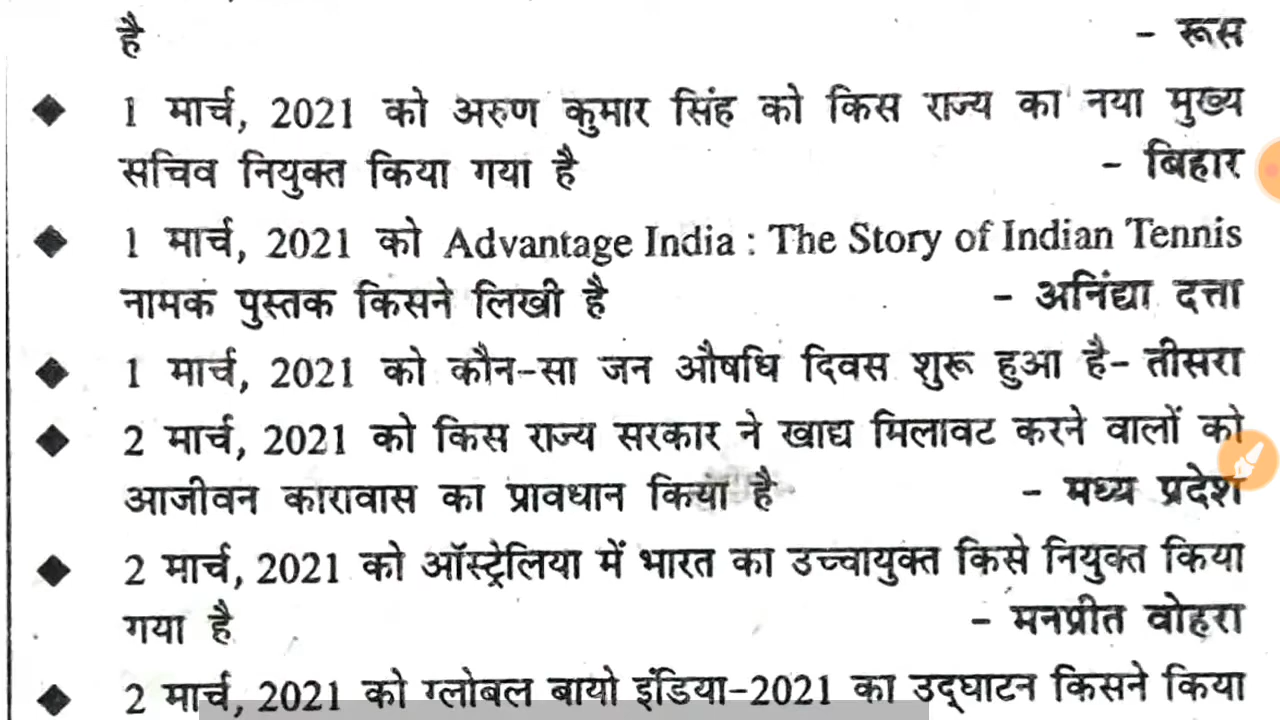 है - रूस
◆ 1 मार्च, 2021 को अरुण कुमार सिंह को किस राज्य का नया मुख्य
सचिव नियुक्त किया गया है - बिहार
◆ 1 मार्च, 2021 को Advantage India : The Story of Indian Tennis
नामक पुस्तक किसने लिखी है - अनिंद्या दत्ता
◆ 1 मार्च, 2021 को कौन-सा जन औषधि दिवस शुरू हुआ है- तीसरा
◆ 2 मार्च, 2021 को किस राज्य सरकार ने खाद्य मिलावट करने वालों को
आजीवन कारावास का प्रावधान किया है - मध्य प्रदेश
◆ 2 मार्च, 2021 को ऑस्ट्रेलिया में भारत का उच्चायुक्त किसे नियुक्त किया
गया है - मनप्रीत वोहरा
◆ 2 मार्च, 2021 को ग्लोबल बायो इंडिया-2021 का उद्घाटन किसने किया